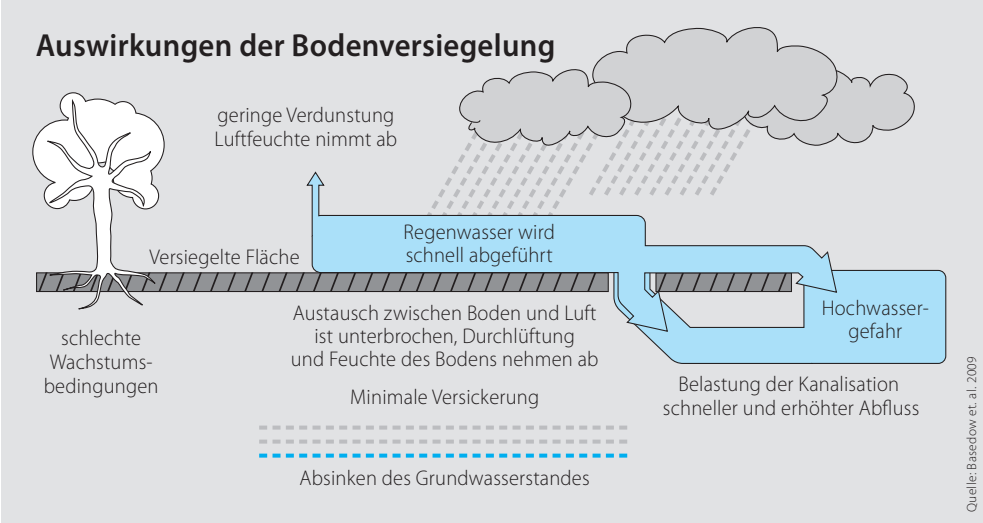 Auswirkungen der Bodenversiegelung
geringe Verdunstung
Luftfeuchte nimmt ab
Regenwasser wird
schnell abgeführt
Versiegelte Fläche
Hochwasser-
gefahr
schlechte
Wachstums-
bedingungen
Austausch zwischen Boden und Luft
ist unterbrochen, Durchlüftung
und Feuchte des Bodens nehmen ab
Minimale Versickerung
Absinken des Grundwasserstandes
Belastung der Kanalisation
schneller und erhöhter Abfluss
Quelle: Basedow et. al. 2009